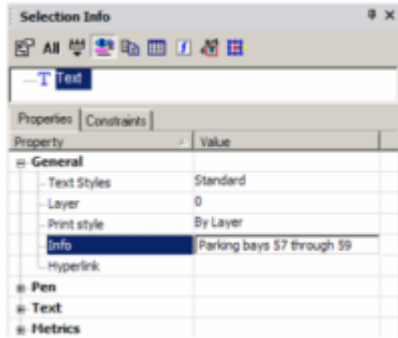 Selection Info
All
Text
Properties Constraints
Property Value
General
Text Styles Standard
Layer 0
Print style By Layer
Info Parking bays 57 through 59
Hyperlink
Pen
Text
Metrics